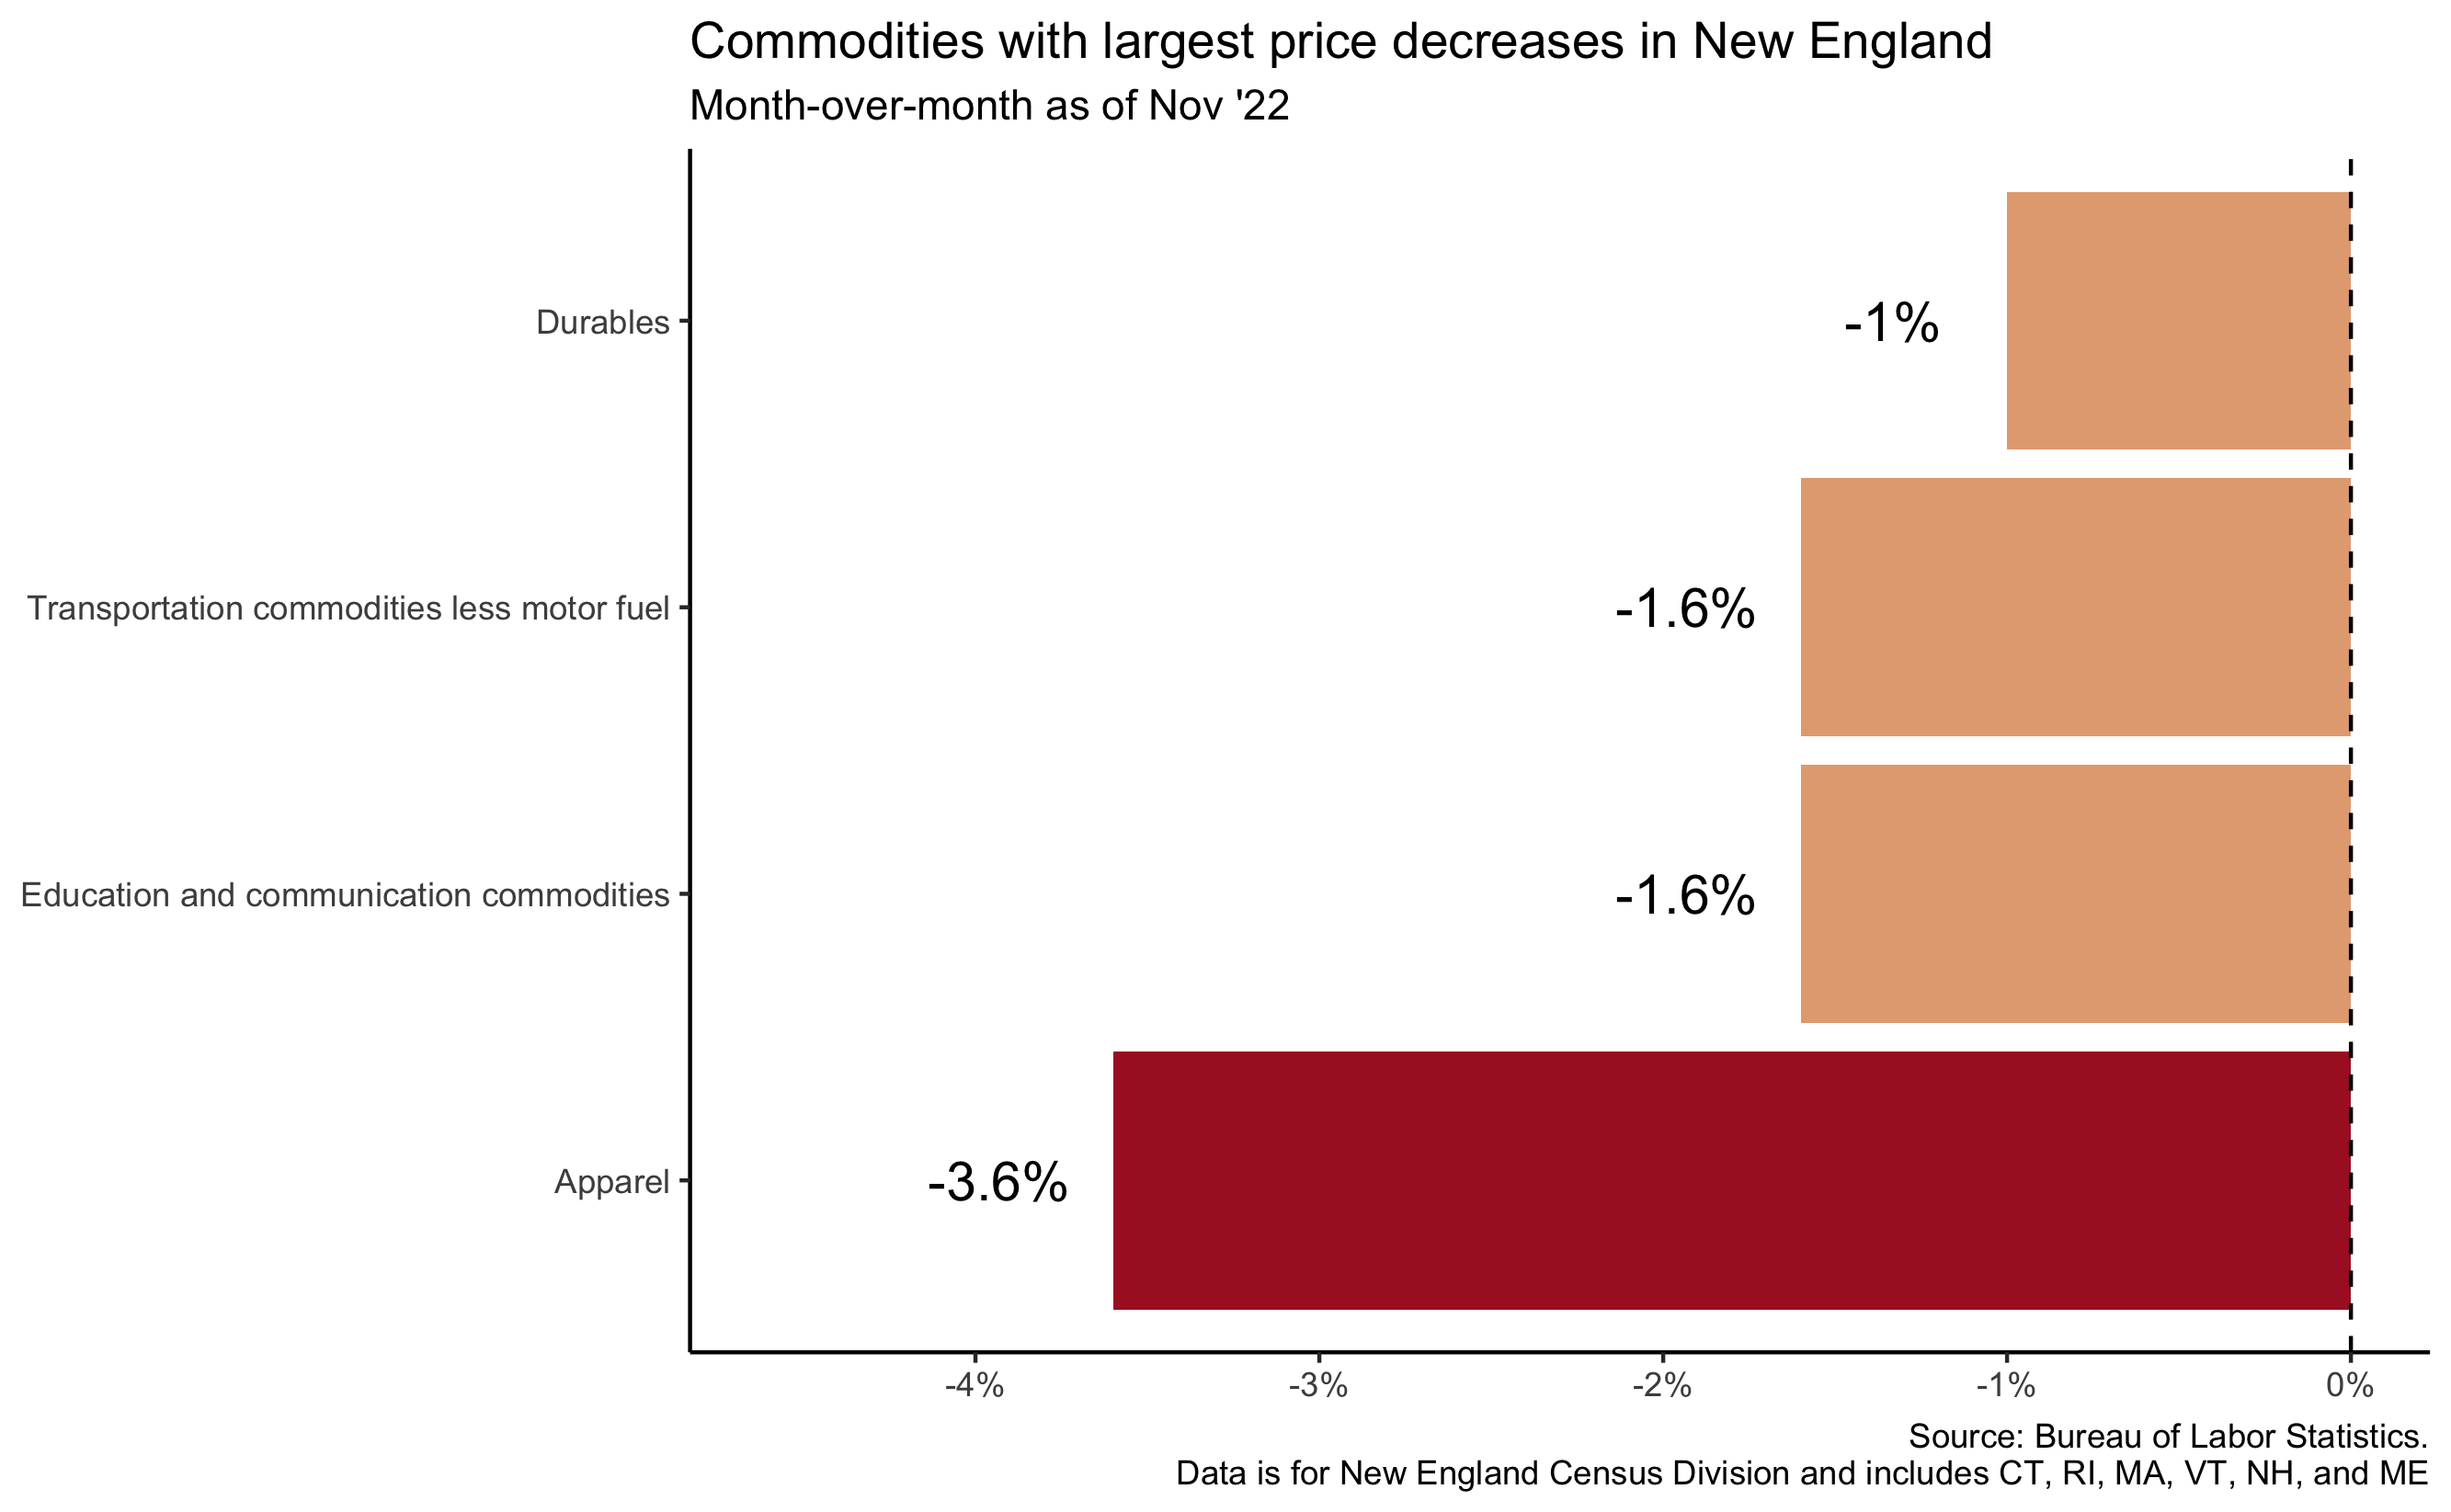 Commodities with largest price decreases in New England
Month-over-month as of Nov '22
Durables
-1%
Transportation commodities less motor fuel
-1.6%
Education and communication commodities
-1.6%
Apparel
-3.6%
-4%
-3%
-2%
-1%
0%
Source: Bureau of Labor Statistics.
Data is for New England Census Division and includes CT, RI, MA, VT, NH, and ME